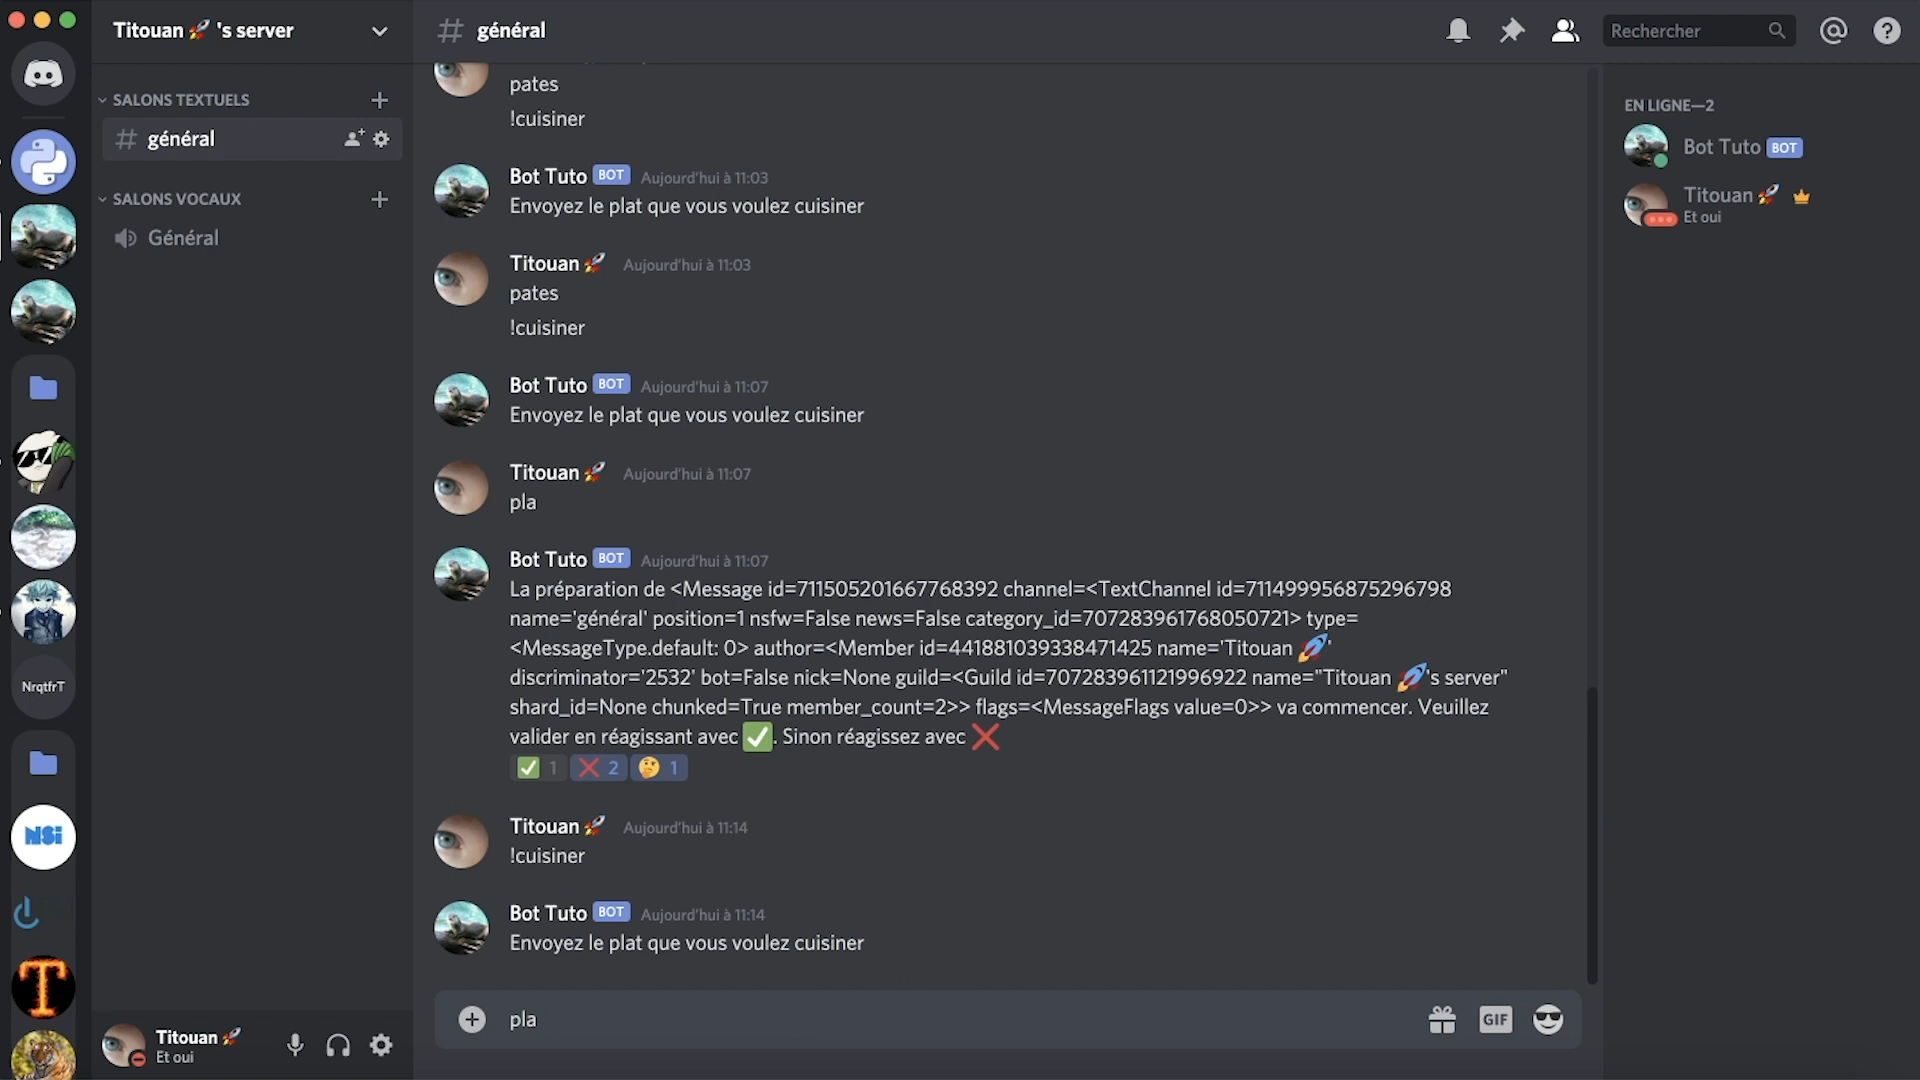 Titouan 🚀 's server
général
Rechercher
SALONS TEXTUELS
général
SALONS VOCAUX
Général
NrqtfrT
NSi
T
pates
!cuisiner
Bot Tuto BOT Aujourd'hui à 11:03
Envoyez le plat que vous voulez cuisiner
Titouan 🚀 Aujourd'hui à 11:03
pates
!cuisiner
Bot Tuto BOT Aujourd'hui à 11:07
Envoyez le plat que vous voulez cuisiner
Titouan 🚀 Aujourd'hui à 11:07
pla
Bot Tuto BOT Aujourd'hui à 11:07
La préparation de <Message id=711505201667768392 channel=<TextChannel id=711499956875296798
name='général' position=1 nsfw=False news=False category_id=707283961768050721> type=
<MessageType.default: 0> author=<Member id=441881039338471425 name='Titouan 🚀'
discriminator='2532' bot=False nick=None guild=<Guild id=707283961121996922 name="Titouan 🚀's server"
shard_id=None chunked=True member_count=2>> flags=<MessageFlags value=0>> va commencer. Veuillez
valider en réagissant avec ✅. Sinon réagissez avec ❌
✅ 1 ❌ 2 🤔 1
Titouan 🚀 Aujourd'hui à 11:14
!cuisiner
Bot Tuto BOT Aujourd'hui à 11:14
Envoyez le plat que vous voulez cuisiner
pla
GIF
EN LIGNE—2
Bot Tuto BOT
Titouan 🚀
Et oui
Titouan 🚀
Et oui